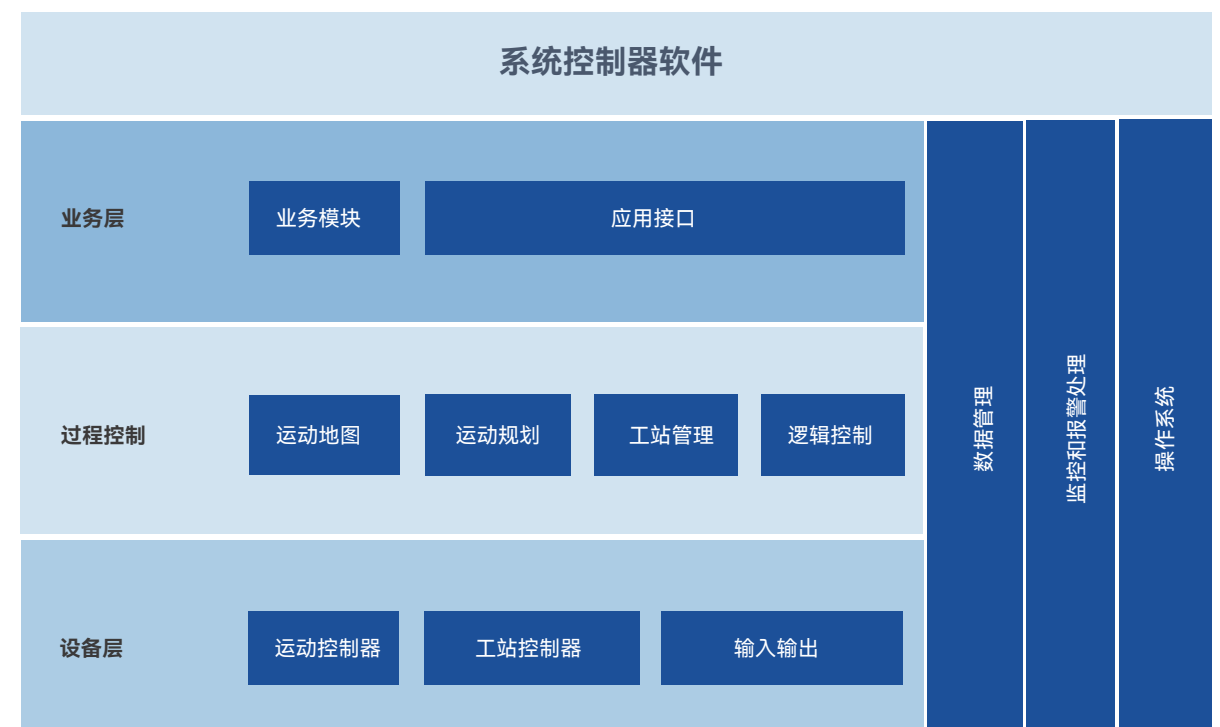 系统控制器软件
业务层
业务模块
应用接口
过程控制
运动地图
运动规划
工站管理
逻辑控制
设备层
运动控制器
工站控制器
输入输出
数据管理
监控和报警处理
操作系统